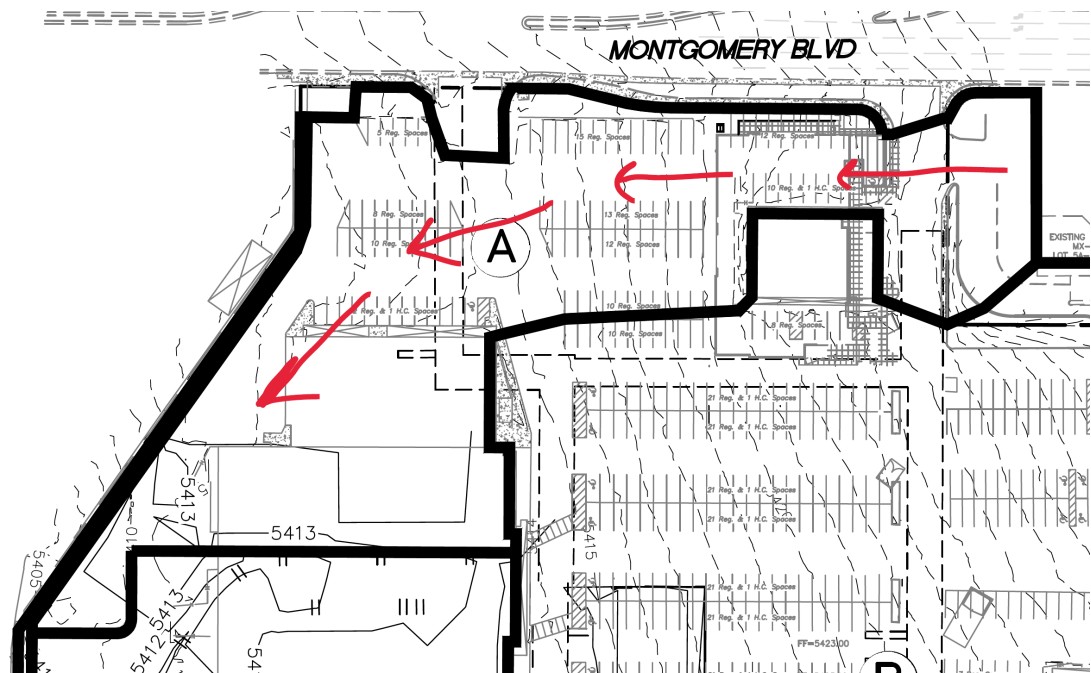 MONTGOMERY BLVD
5 Reg. Spaces
15 Reg. Spaces
12 Reg. Spaces
10 Reg. & 1 H.C. Spaces
8 Reg. Spaces
13 Reg. Spaces
10 Reg. Spaces
12 Reg. Spaces
A
EXISTING
MX-
LOT 5A-
& 1 H.C. Spaces
10 Reg. Spaces
8 Reg. Spaces
10 Reg. Spaces
21 Reg. & 1 H.C. Spaces
21 Reg. & 1 H.C. Spaces
21 Reg. & 1 H.C. Spaces
21 Reg. & 1 H.C. Spaces
5413
5413
5415
5405
21 Reg. & 1 H.C. Spaces
21 Reg. & 1 H.C. Spaces
5413
5412
FF=5423.00